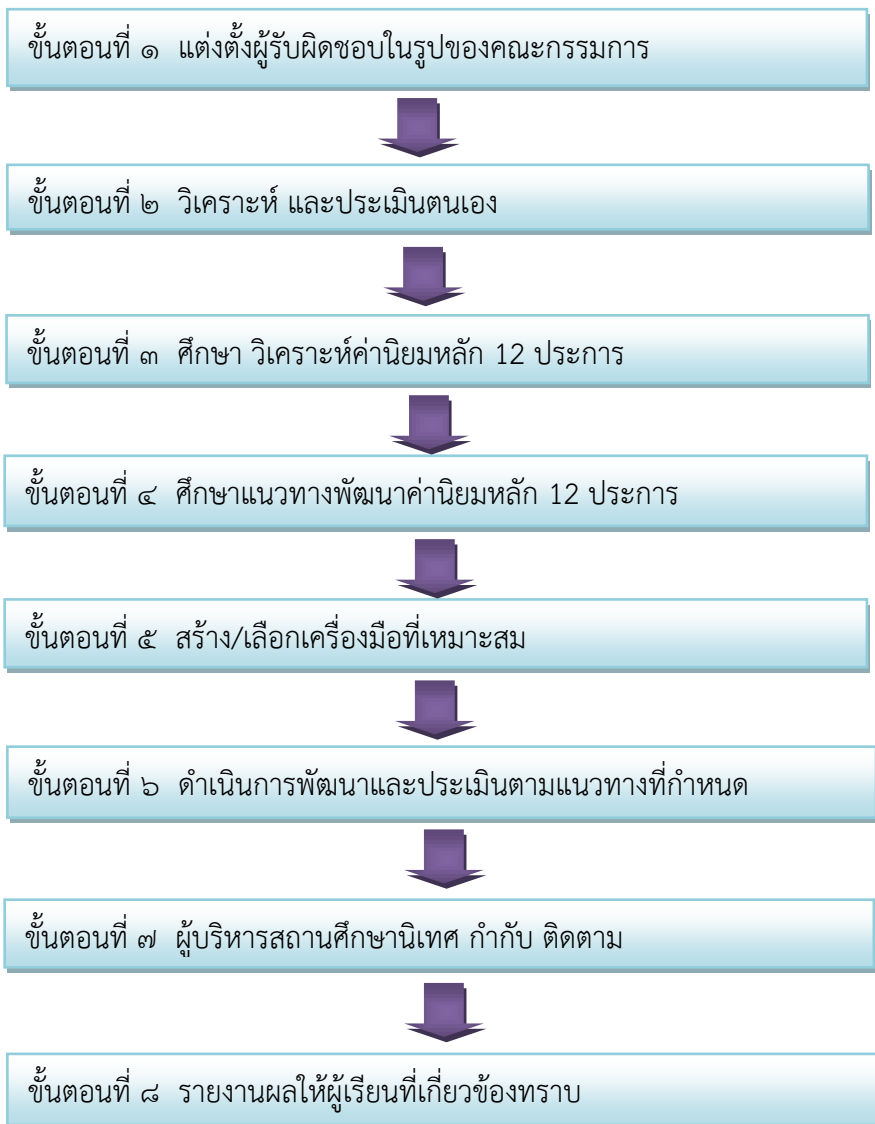 ขั้นตอนที่ ๑ แต่งตั้งผู้รับผิดชอบในรูปของคณะกรรมการ
ขั้นตอนที่ ๒ วิเคราะห์ และประเมินตนเอง
ขั้นตอนที่ ๓ ศึกษา วิเคราะห์ค่านิยมหลัก 12 ประการ
ขั้นตอนที่ ๔ ศึกษาแนวทางพัฒนาค่านิยมหลัก 12 ประการ
ขั้นตอนที่ ๕ สร้าง/เลือกเครื่องมือที่เหมาะสม
ขั้นตอนที่ ๖ ดำเนินการพัฒนาและประเมินตามแนวทางที่กำหนด
ขั้นตอนที่ ๗ ผู้บริหารสถานศึกษานิเทศ กำกับ ติดตาม
ขั้นตอนที่ ๘ รายงานผลให้ผู้เรียนที่เกี่ยวข้องทราบ